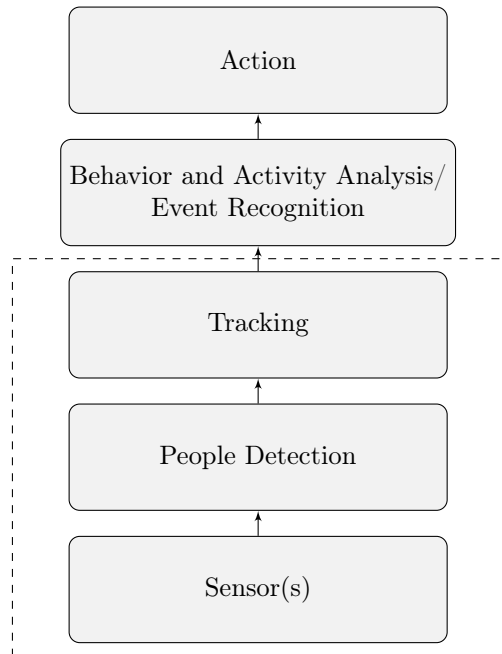 Action
Behavior and Activity Analysis/
Event Recognition
Tracking
People Detection
Sensor(s)